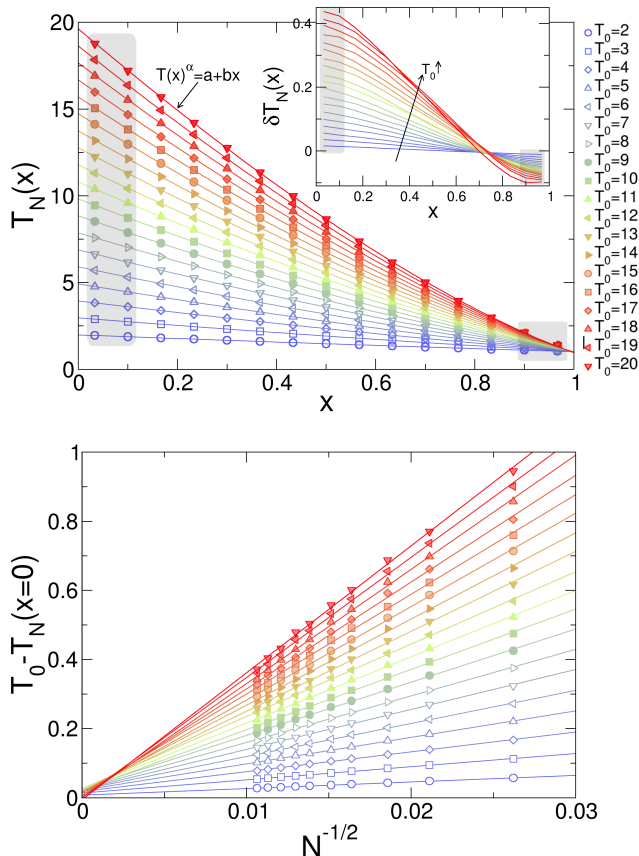 20
15
10
5
0
T_N(x)
0
0.2
0.4
0.6
0.8
1
x
T(x)^α=a+bx
0.4
0.2
0
δT_N(x)
0
0.2
0.4
0.6
0.8
1
x
T_0↑
T_0=2
T_0=3
T_0=4
T_0=5
T_0=6
T_0=7
T_0=8
T_0=9
T_0=10
T_0=11
T_0=12
T_0=13
T_0=14
T_0=15
T_0=16
T_0=17
T_0=18
T_0=19
T_0=20
1
0.8
0.6
0.4
0.2
0
T_0-T_N(x=0)
0
0.01
0.02
0.03
N^{-1/2}